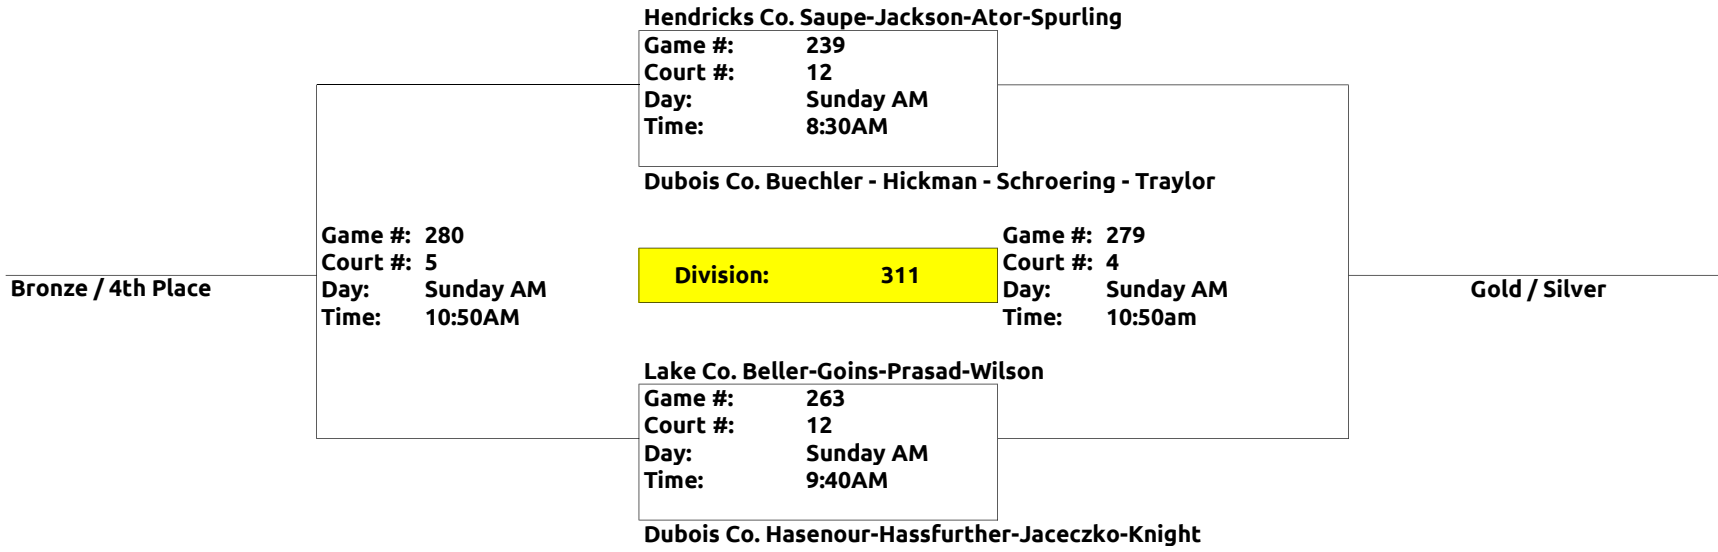 Hendricks Co. Saupe-Jackson-Ator-Spurling
Game #: 239
Court #: 12
Day: Sunday AM
Time: 8:30AM
Dubois Co. Buechler - Hickman - Schroering - Traylor
Game #: 280
Court #: 5
Day: Sunday AM
Time: 10:50AM
Bronze / 4th Place
Division: 311
Game #: 279
Court #: 4
Day: Sunday AM
Time: 10:50am
Gold / Silver
Lake Co. Beller-Goins-Prasad-Wilson
Game #: 263
Court #: 12
Day: Sunday AM
Time: 9:40AM
Dubois Co. Hasenour-Hassfurther-Jaceczko-Knight